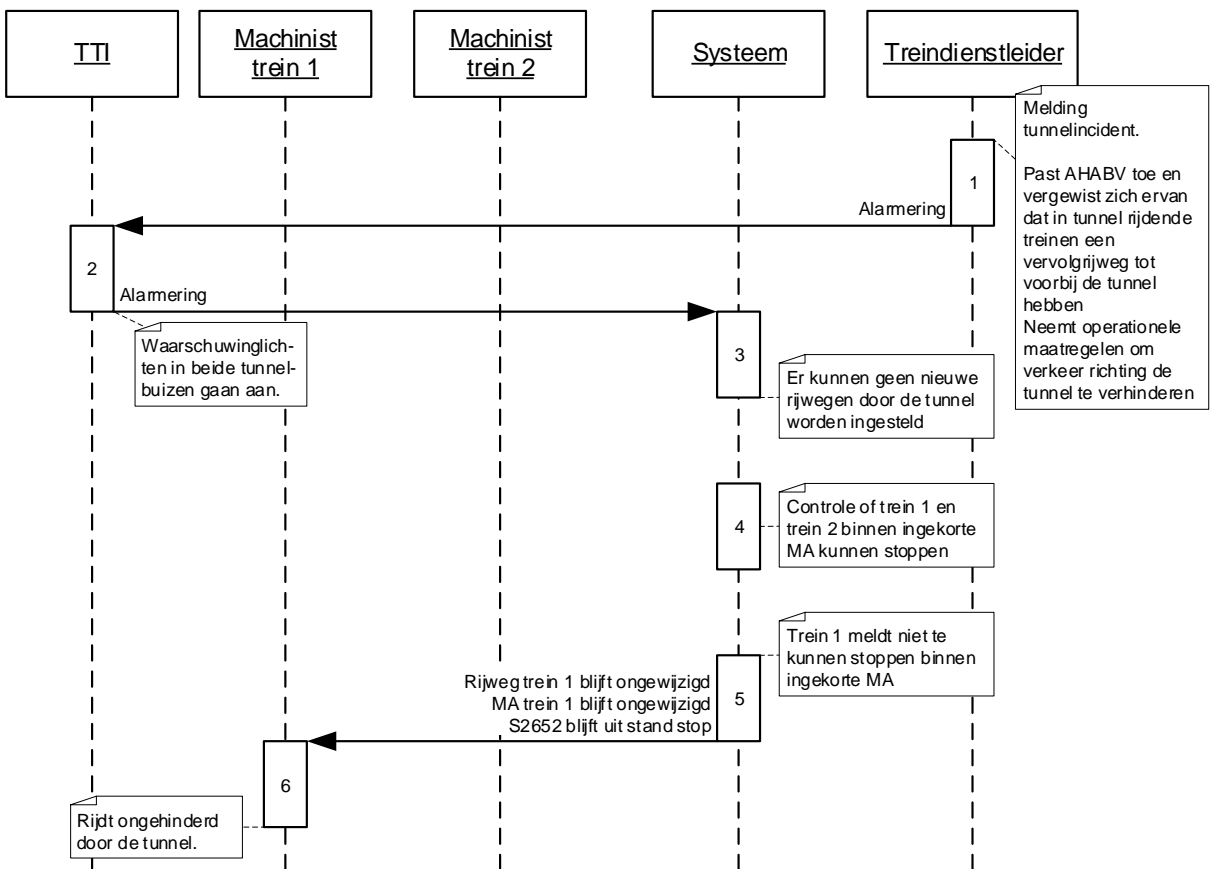 TTI
Machinist
trein 1
Machinist
trein 2
Systeem
Treindienstleider
Melding
tunnelincident.
Past AHABV toe en
vergewist zich ervan
dat in tunnel rijdende
treinen een
vervolgrijweg tot
voorbij de tunnel
hebben
Neemt operationele
maatregelen om
verkeer richting de
tunnel te verhinderen
1
Alarmering
2
Alarmering
Waarschuwinglich-
ten in beide tunnel-
buizen gaan aan.
3
Er kunnen geen nieuwe
rijwegen door de tunnel
worden ingesteld
4
Controle of trein 1 en
trein 2 binnen ingekorte
MA kunnen stoppen
Trein 1 meldt niet te
kunnen stoppen binnen
ingekorte MA
5
Rijweg trein 1 blijft ongewijzigd
MA trein 1 blijft ongewijzigd
S2652 blijft uit stand stop
6
Rijdt ongehinderd
door de tunnel.